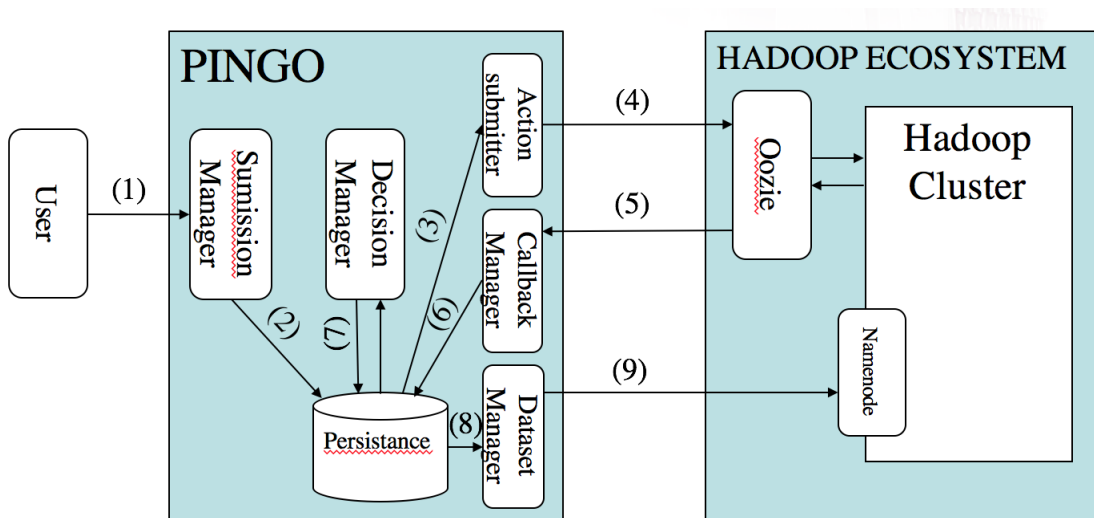 PINGO
HADOOP ECOSYSTEM
User
(1)
Sumission
Manager
(2)
Decision
Manager
(7)
(3)
Action
submitter
(4)
(5)
Callback
Manager
(6)
Persistance
(8)
Dataset
Manager
(9)
Oozie
Hadoop
Cluster
Namenode